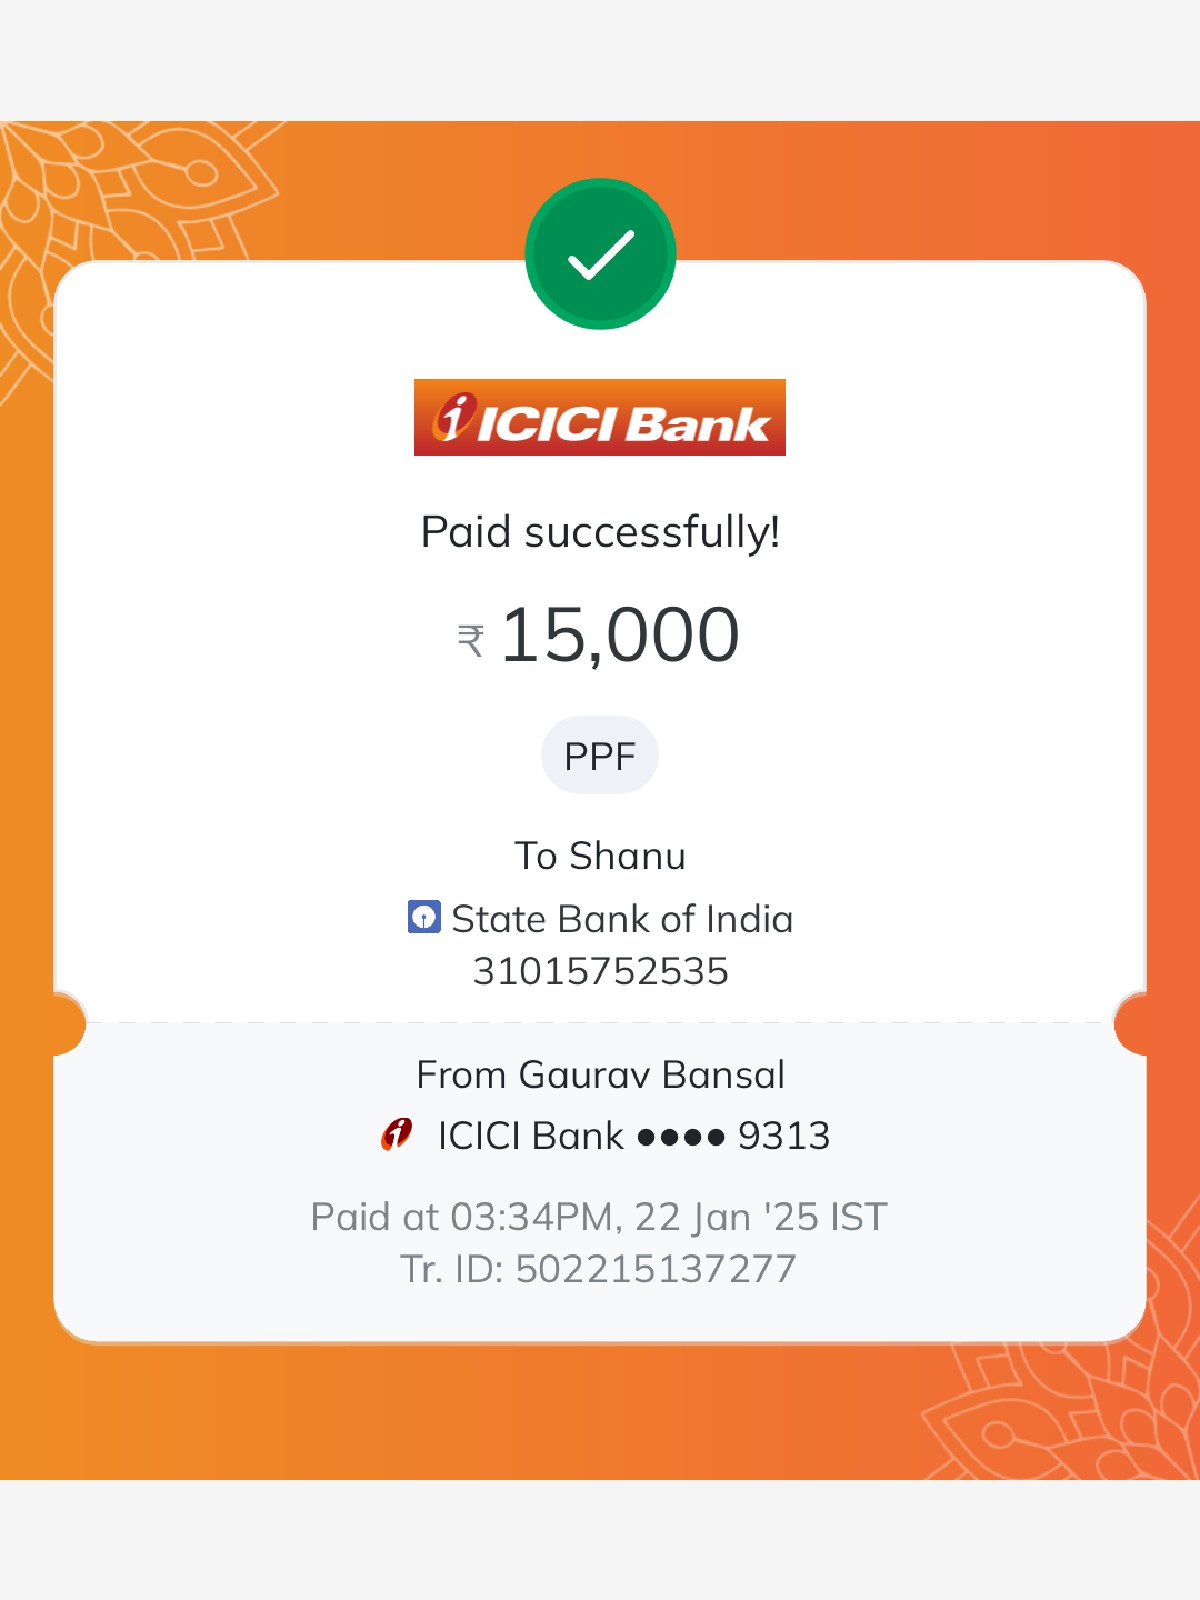 ICICI Bank
Paid successfully!
₹ 15,000
PPF
To Shanu
State Bank of India
31015752535
From Gaurav Bansal
ICICI Bank ●●●● 9313
Paid at 03:34PM, 22 Jan '25 IST
Tr. ID: 502215137277